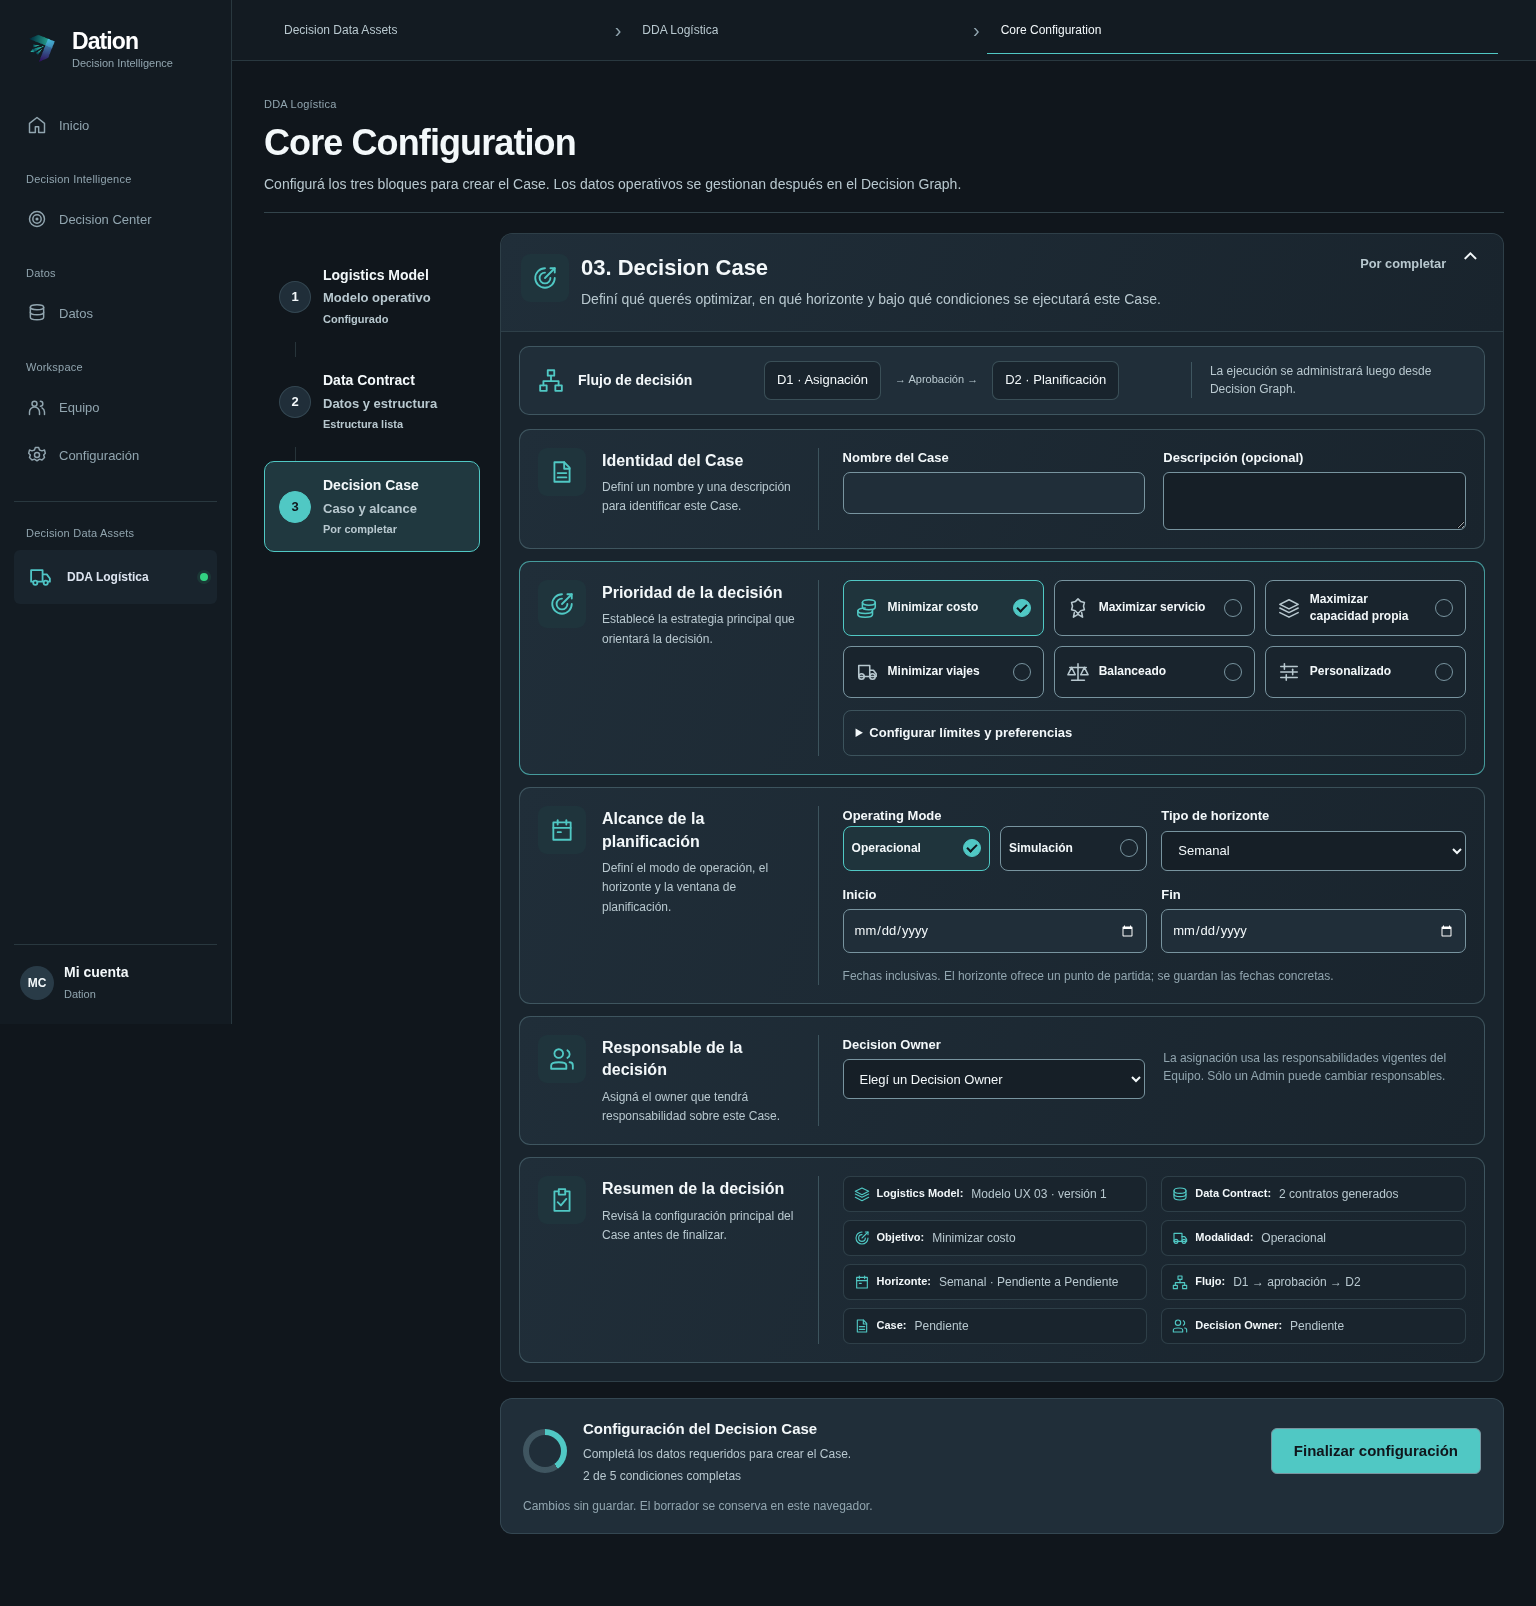 Dation
Decision Intelligence
Inicio
Decision Intelligence
Decision Center
Datos
Datos
Workspace
Equipo
Configuración
Decision Data Assets
DDA Logística
MC
Mi cuenta
Dation
Decision Data Assets › DDA Logística › Core Configuration
DDA Logística
Core Configuration
Configurá los tres bloques para crear el Case. Los datos operativos se gestionan después en el Decision Graph.
1
Logistics Model
Modelo operativo
Configurado
2
Data Contract
Datos y estructura
Estructura lista
3
Decision Case
Caso y alcance
Por completar
03. Decision Case
Por completar
Definí qué querés optimizar, en qué horizonte y bajo qué condiciones se ejecutará este Case.
Flujo de decisión
D1 · Asignación
→ Aprobación →
D2 · Planificación
La ejecución se administrará luego desde
Decision Graph.
Identidad del Case
Definí un nombre y una descripción
para identificar este Case.
Nombre del Case
Descripción (opcional)
Prioridad de la decisión
Establecé la estrategia principal que
orientará la decisión.
Minimizar costo
Maximizar servicio
Maximizar
capacidad propia
Minimizar viajes
Balanceado
Personalizado
▶ Configurar límites y preferencias
Alcance de la
planificación
Definí el modo de operación, el
horizonte y la ventana de
planificación.
Operating Mode
Operacional
Simulación
Tipo de horizonte
Semanal
Inicio
mm/dd/yyyy
Fin
mm/dd/yyyy
Fechas inclusivas. El horizonte ofrece un punto de partida; se guardan las fechas concretas.
Responsable de la
decisión
Asigná el owner que tendrá
responsabilidad sobre este Case.
Decision Owner
Elegí un Decision Owner
La asignación usa las responsabilidades vigentes del
Equipo. Sólo un Admin puede cambiar responsables.
Resumen de la decisión
Revisá la configuración principal del
Case antes de finalizar.
Logistics Model: Modelo UX 03 · versión 1
Data Contract: 2 contratos generados
Objetivo: Minimizar costo
Modalidad: Operacional
Horizonte: Semanal · Pendiente a Pendiente
Flujo: D1 → aprobación → D2
Case: Pendiente
Decision Owner: Pendiente
Configuración del Decision Case
Completá los datos requeridos para crear el Case.
2 de 5 condiciones completas
Finalizar configuración
Cambios sin guardar. El borrador se conserva en este navegador.